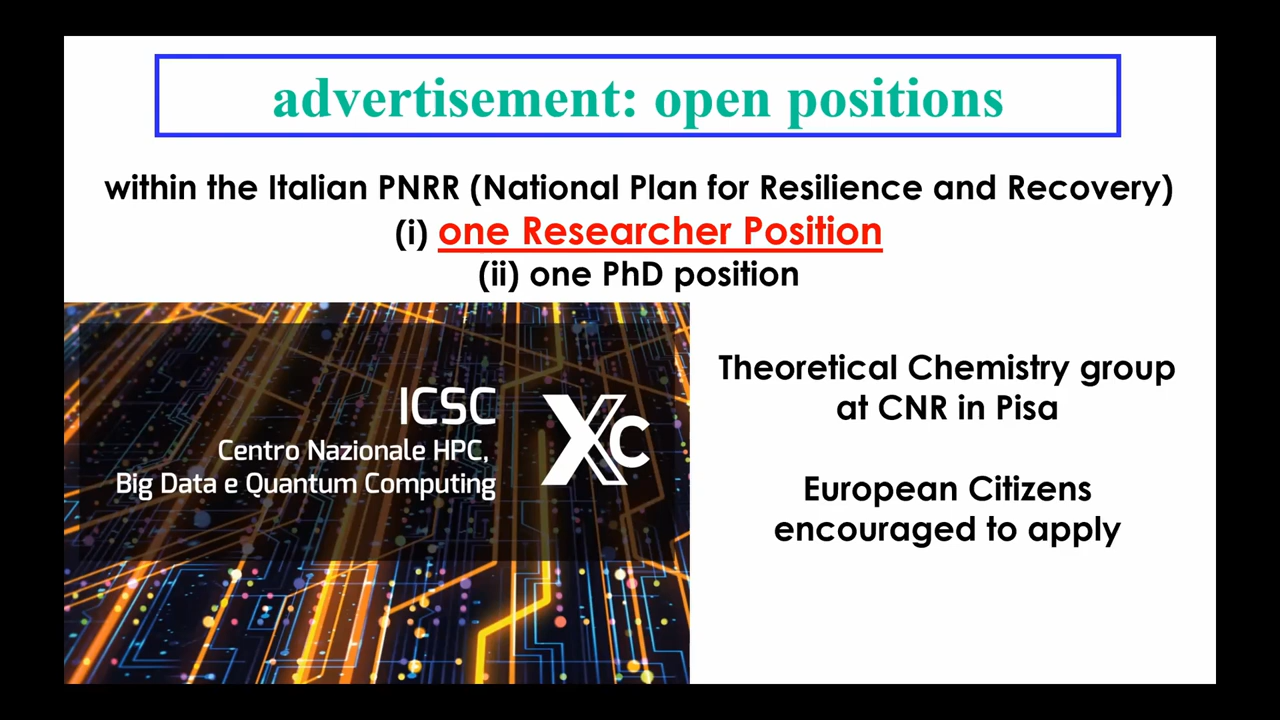 advertisement: open positions
within the Italian PNRR (National Plan for Resilience and Recovery)
(i) one Researcher Position
(ii) one PhD position
ICSC
Centro Nazionale HPC,
Big Data e Quantum Computing
XC
Theoretical Chemistry group
at CNR in Pisa
European Citizens
encouraged to apply